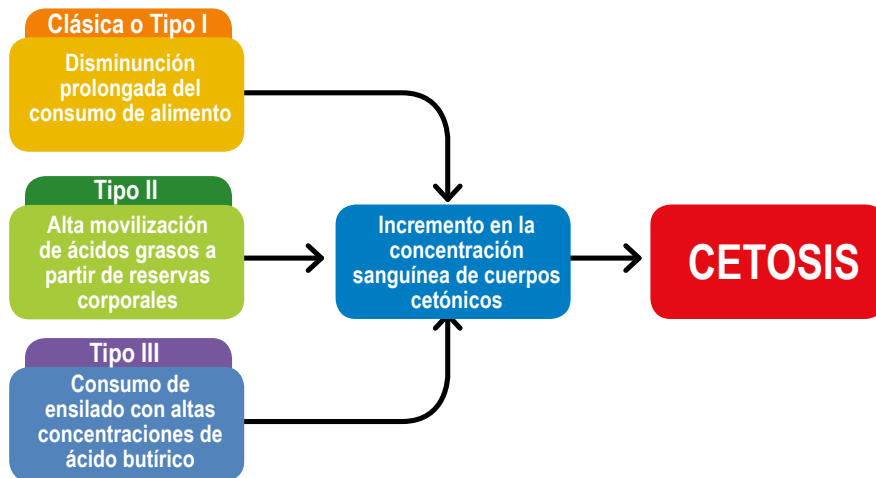 Clásica o Tipo I
Disminunción
prolongada del
consumo de alimento
Tipo II
Alta movilización
de ácidos grasos a
partir de reservas
corporales
Tipo III
Consumo de
ensilado con altas
concentraciones de
ácido butírico
Incremento en la
concentración
sanguínea de cuerpos
cetónicos
CETOSIS